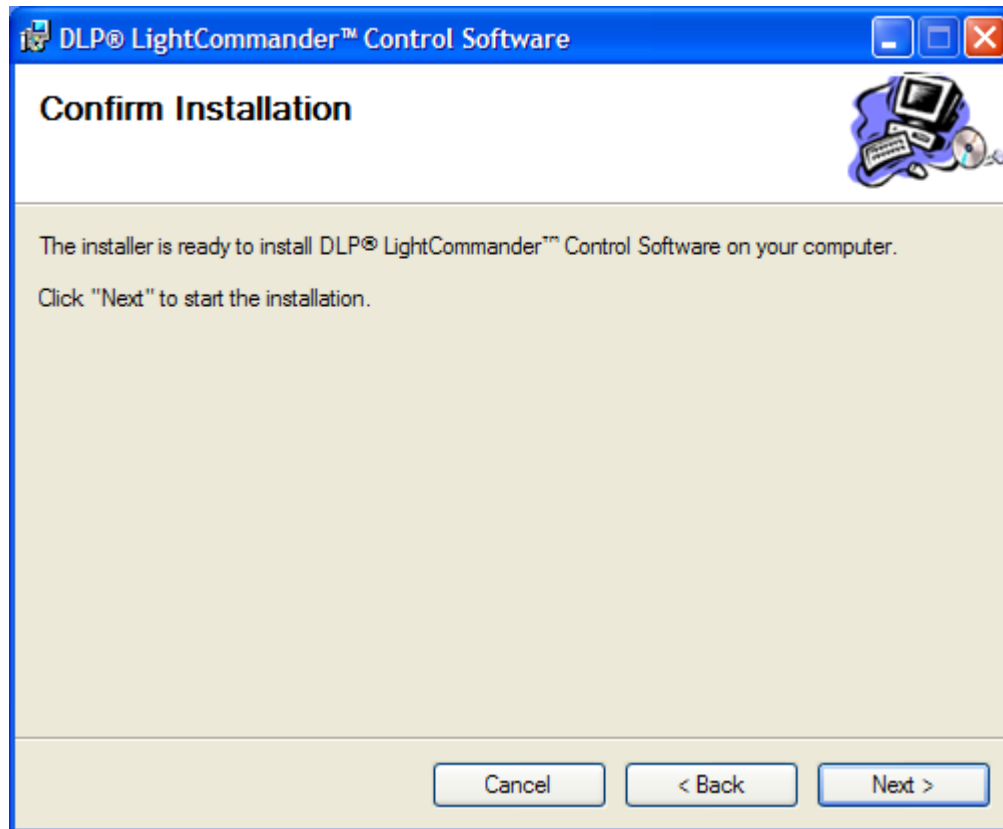 DLP® LightCommander™ Control Software
Confirm Installation
The installer is ready to install DLP® LightCommander™ Control Software on your computer.
Click "Next" to start the installation.
Cancel
< Back
Next >